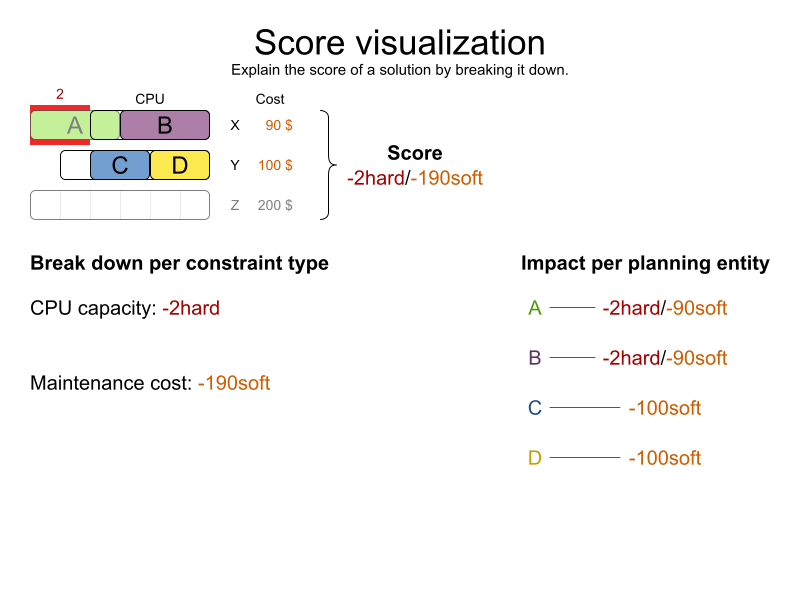 Score visualization
Explain the score of a solution by breaking it down.
2 CPU Cost
A B X 90 $
C D Y 100 $
Z 200 $
Score
-2hard/-190soft
Break down per constraint type
CPU capacity: -2hard
Maintenance cost: -190soft
Impact per planning entity
A -2hard/-90soft
B -2hard/-90soft
C -100soft
D -100soft